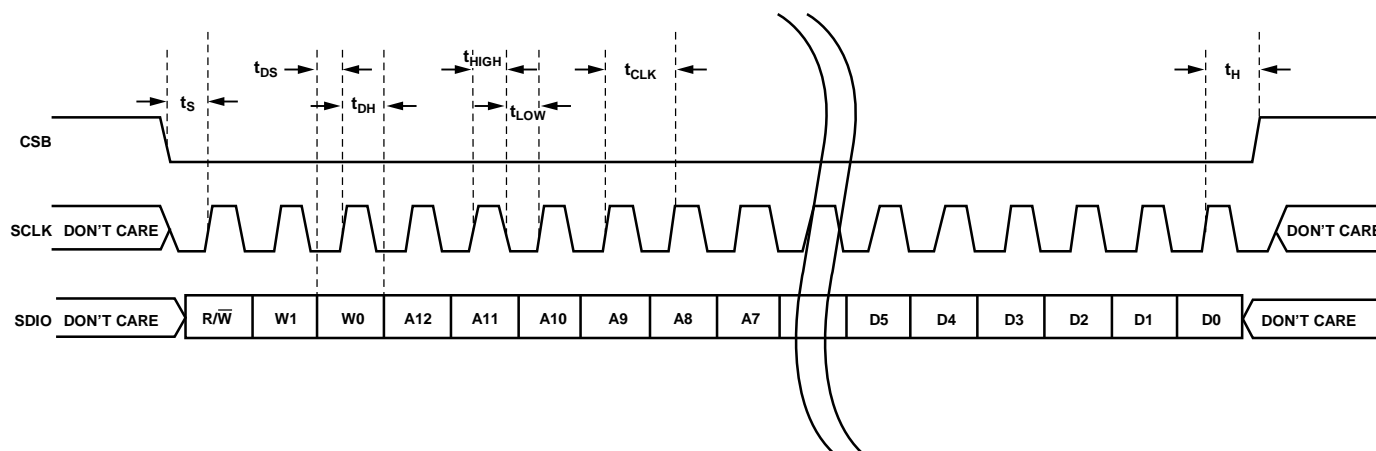 tDS
tHIGH
tCLK
tH
tS
tDH
tLOW
CSB
SCLK DON'T CARE
DON'T CARE
SDIO DON'T CARE R/W̅ W1 W0 A12 A11 A10 A9 A8 A7 D5 D4 D3 D2 D1 D0 DON'T CARE